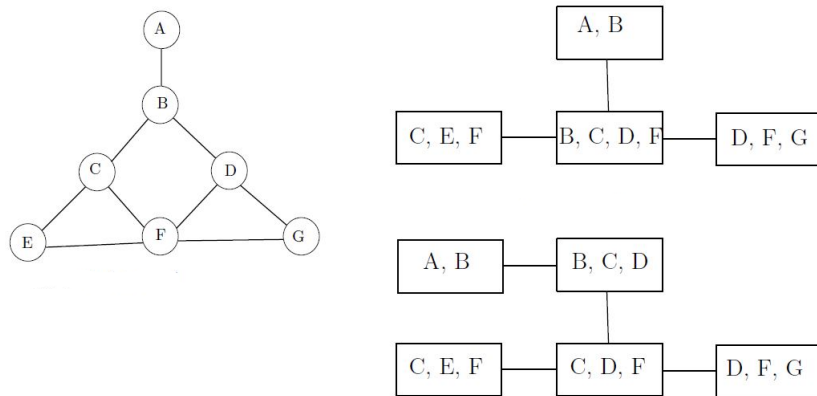 A
B
C
D
E
F
G
A, B
C, E, F
B, C, D, F
D, F, G
A, B
B, C, D
C, E, F
C, D, F
D, F, G